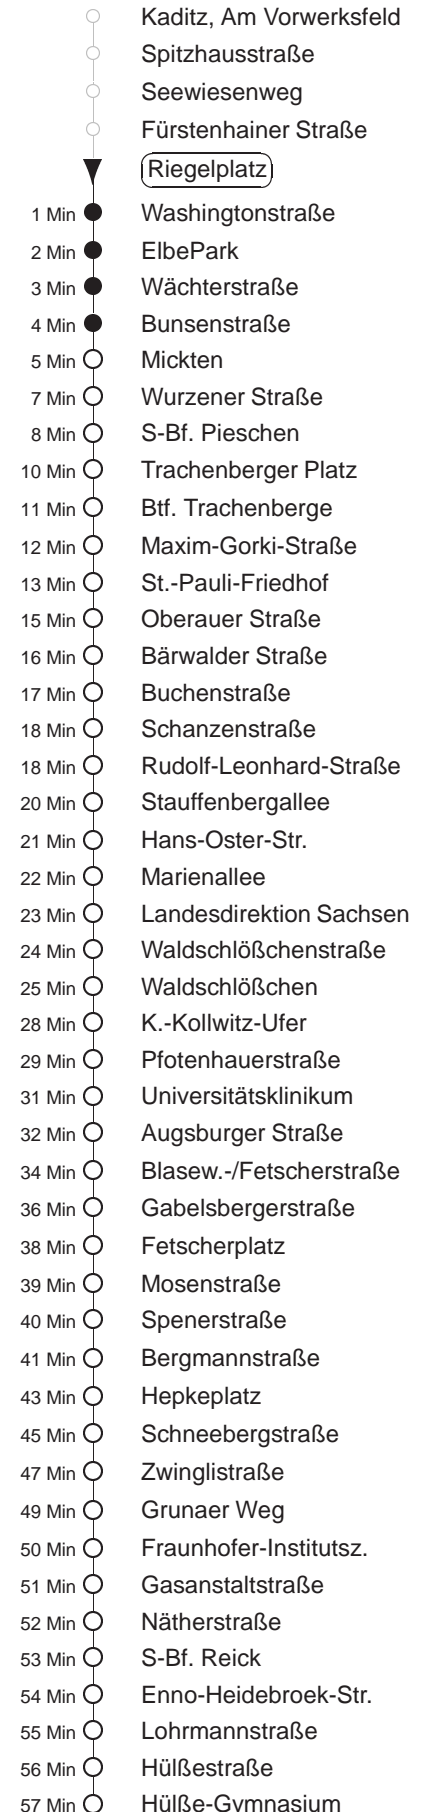 Kaditz, Am Vorwerksfeld
Spitzhausstraße
Seewiesenweg
Fürstenhainer Straße
Riegelplatz
1 Min Washingtonstraße
2 Min ElbePark
3 Min Wächterstraße
4 Min Bunsenstraße
5 Min Mickten
7 Min Wurzener Straße
8 Min S-Bf. Pieschen
10 Min Trachenberger Platz
11 Min Btf. Trachenberge
12 Min Maxim-Gorki-Straße
13 Min St.-Pauli-Friedhof
15 Min Oberauer Straße
16 Min Bärwalder Straße
17 Min Buchenstraße
18 Min Schanzenstraße
18 Min Rudolf-Leonhard-Straße
20 Min Stauffenbergallee
21 Min Hans-Oster-Str.
22 Min Marienallee
23 Min Landesdirektion Sachsen
24 Min Waldschlößchenstraße
25 Min Waldschlößchen
28 Min K.-Kollwitz-Ufer
29 Min Pfotenhauerstraße
31 Min Universitätsklinikum
32 Min Augsburger Straße
34 Min Blasew.-/Fetscherstraße
36 Min Gabelsbergerstraße
38 Min Fetscherplatz
39 Min Mosenstraße
40 Min Spenerstraße
41 Min Bergmannstraße
43 Min Hepkeplatz
45 Min Schneebergstraße
47 Min Zwinglistraße
49 Min Grunaer Weg
50 Min Fraunhofer-Institutsz.
51 Min Gasanstaltstraße
52 Min Nätherstraße
53 Min S-Bf. Reick
54 Min Enno-Heidebroek-Str.
55 Min Lohrmannstraße
56 Min Hülßestraße
57 Min Hülße-Gymnasium